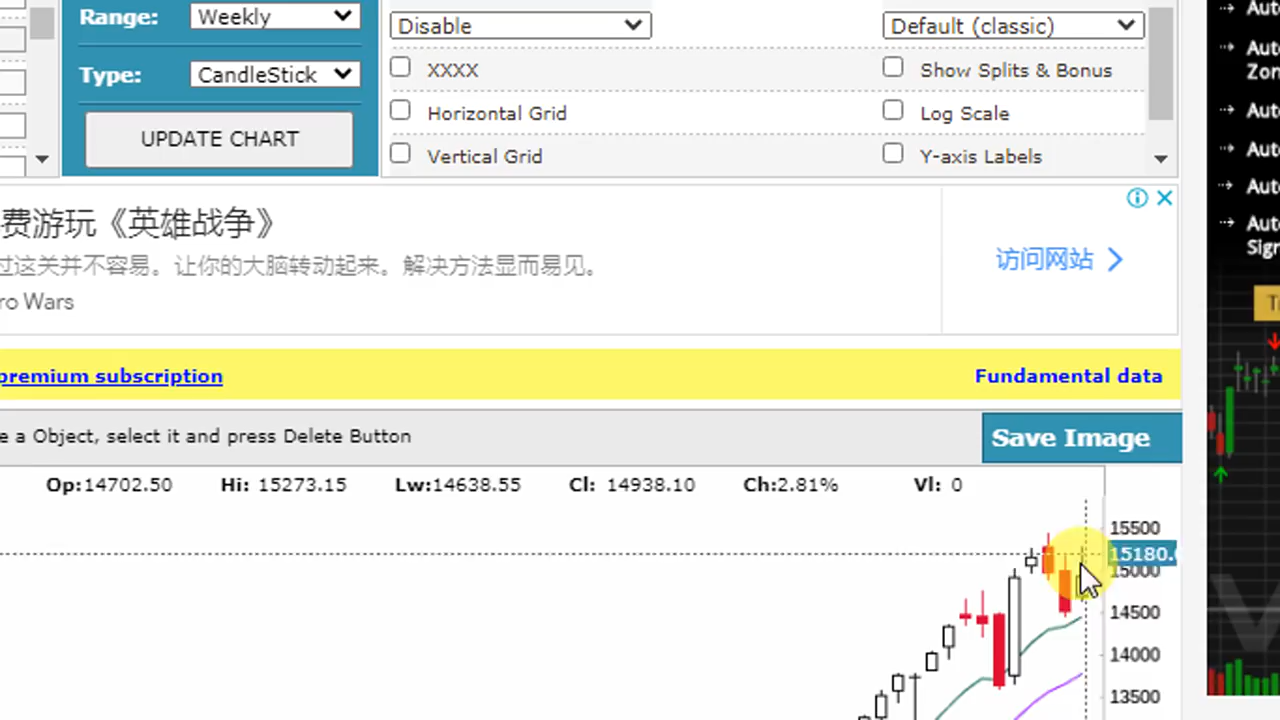 Range: Weekly
Type: CandleStick
UPDATE CHART
Disable
Default (classic)
XXXX
Show Splits & Bonus
Horizontal Grid
Log Scale
Vertical Grid
Y-axis Labels
费游玩《英雄战争》
过这关并不容易。让你的大脑转动起来。解决方法显而易见。
ro Wars
访问网站
premium subscription
Fundamental data
e a Object, select it and press Delete Button
Save Image
Op:14702.50 Hi: 15273.15 Lw:14638.55 Cl: 14938.10 Ch:2.81% Vl: 0
15500
15180.
15000
14500
14000
13500
Auto
Auto
Zon
Auto
Auto
Auto
Auto
Sign